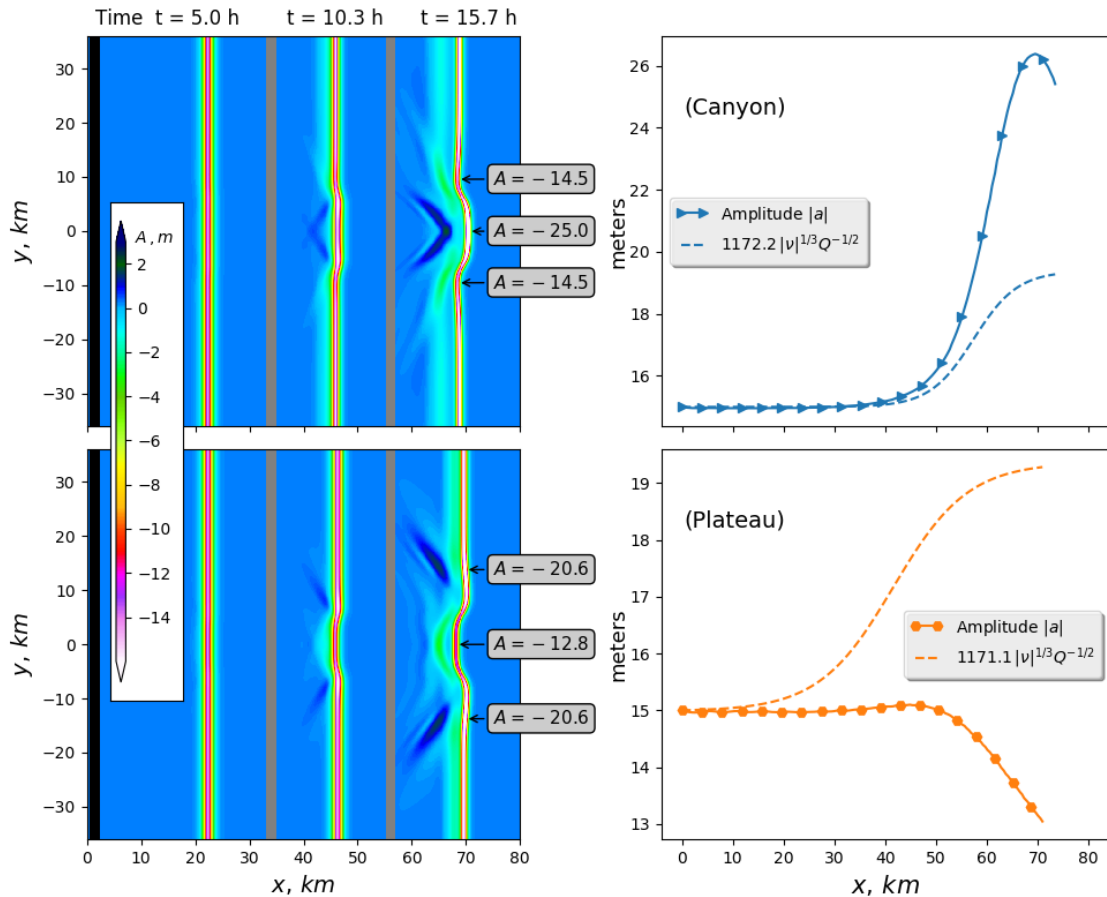 Time t = 5.0 h t = 10.3 h t = 15.7 h
30
20
10
0
−10
−20
−30
y, km
A, m
2
0
−2
−4
−6
−8
−10
−12
−14
A = − 14.5
A = − 25.0
A = − 14.5
26
24
22
20
18
16
meters
(Canyon)
Amplitude |a|
1172.2 |ν|^{1/3}Q^{−1/2}
30
20
10
0
−10
−20
−30
y, km
A = − 20.6
A = − 12.8
A = − 20.6
0 10 20 30 40 50 60 70 80
x, km
19
18
17
16
15
14
13
meters
(Plateau)
Amplitude |a|
1171.1 |ν|^{1/3}Q^{−1/2}
0 10 20 30 40 50 60 70 80
x, km